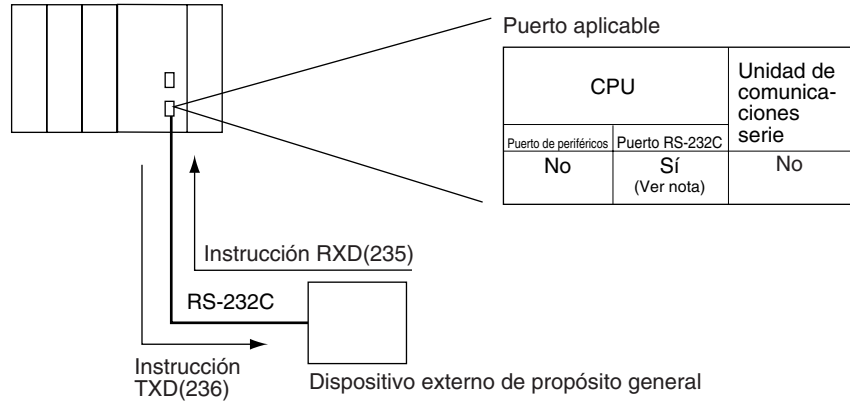 Puerto aplicable
CPU
Unidad de
comunica-
ciones
serie
Puerto de periféricos
Puerto RS-232C
No
Sí
(Ver nota)
No
Instrucción RXD(235)
RS-232C
Instrucción
TXD(236)
Dispositivo externo de propósito general